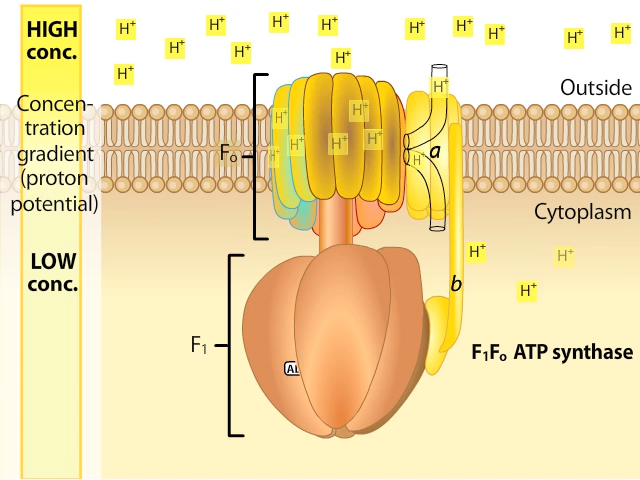 HIGH
conc.
Concen-
tration
gradient
(proton
potential)
LOW
conc.
H⁺
H⁺
H⁺
H⁺
H⁺
H⁺
H⁺
H⁺
H⁺
H⁺
H⁺
H⁺
Outside
H⁺
H⁺
H⁺
H⁺
H⁺
H⁺
H⁺
H⁺
Fₒ
a
Cytoplasm
H⁺
H⁺
H⁺
b
F₁
F₁Fₒ ATP synthase